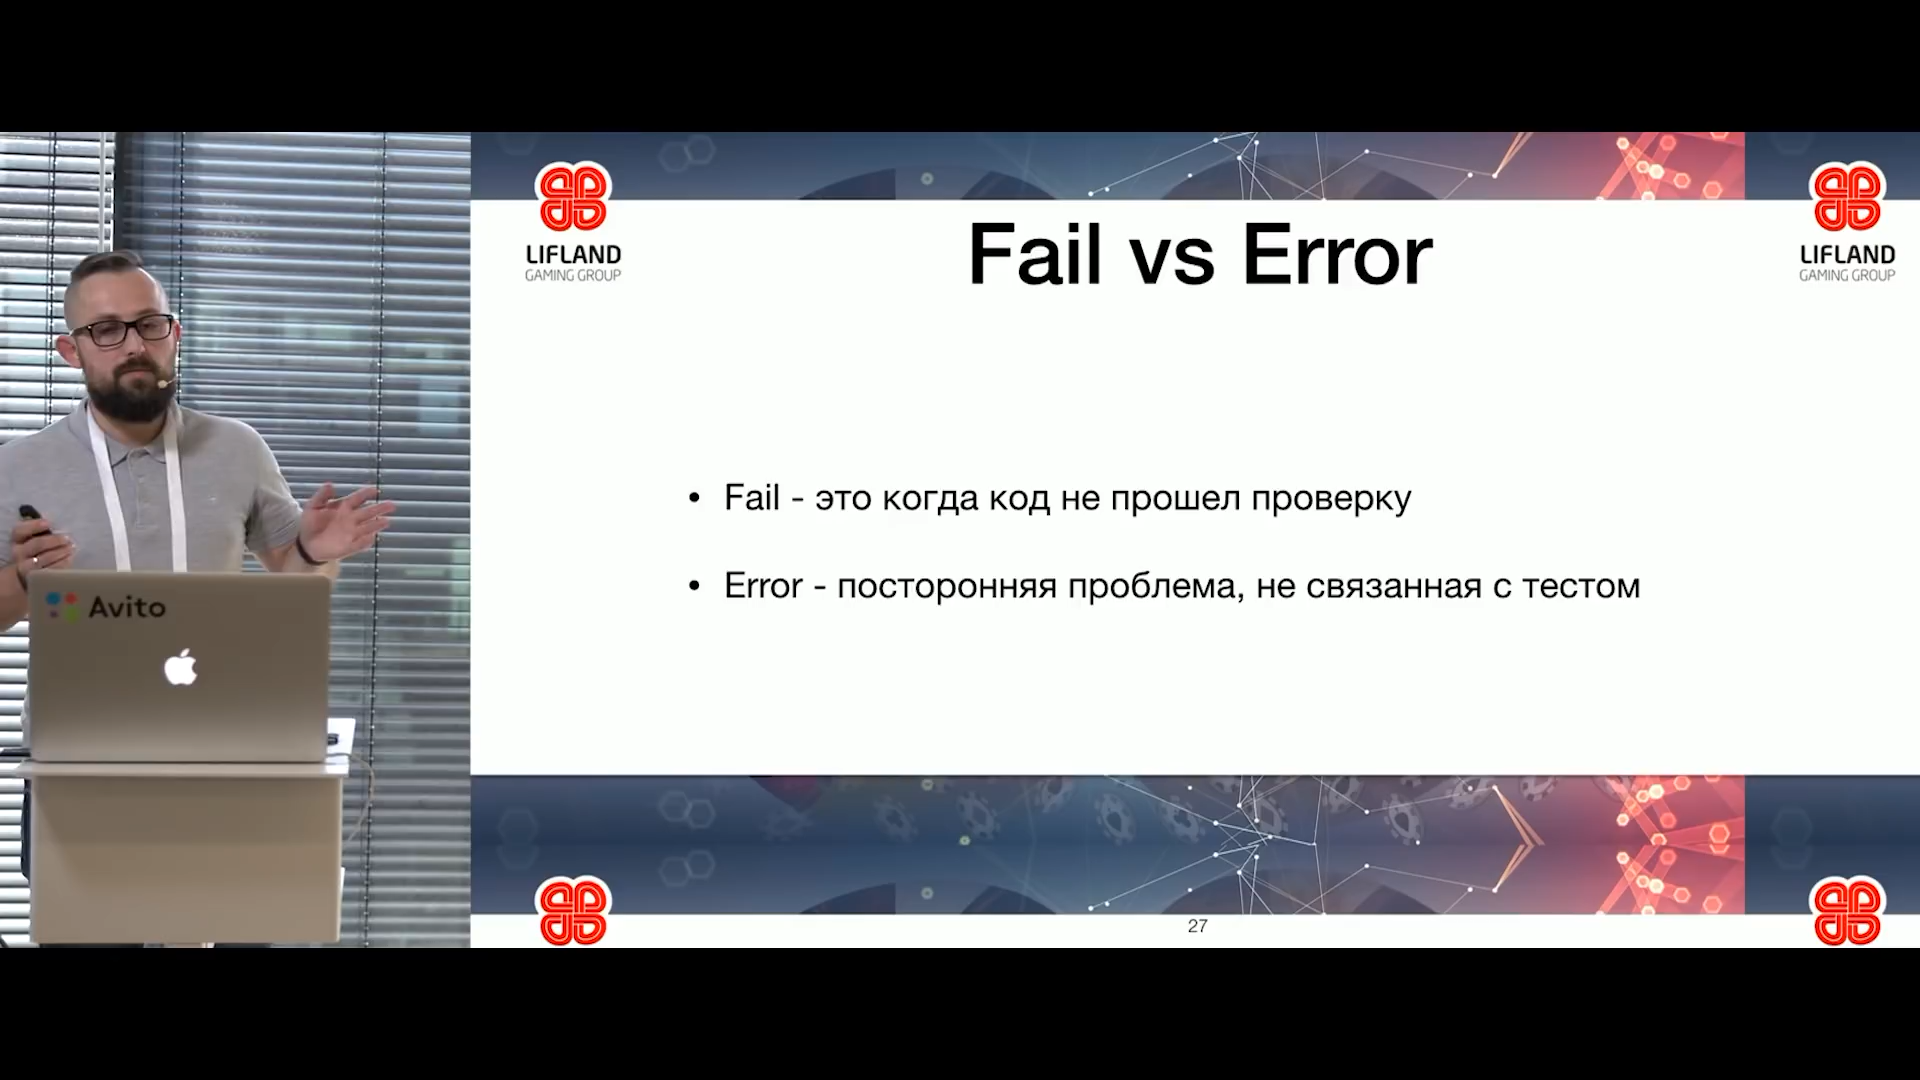 LIFLAND
GAMING GROUP
Fail vs Error
LIFLAND
GAMING GROUP
• Fail - это когда код не прошел проверку
• Error - посторонняя проблема, не связанная с тестом
Avito
27